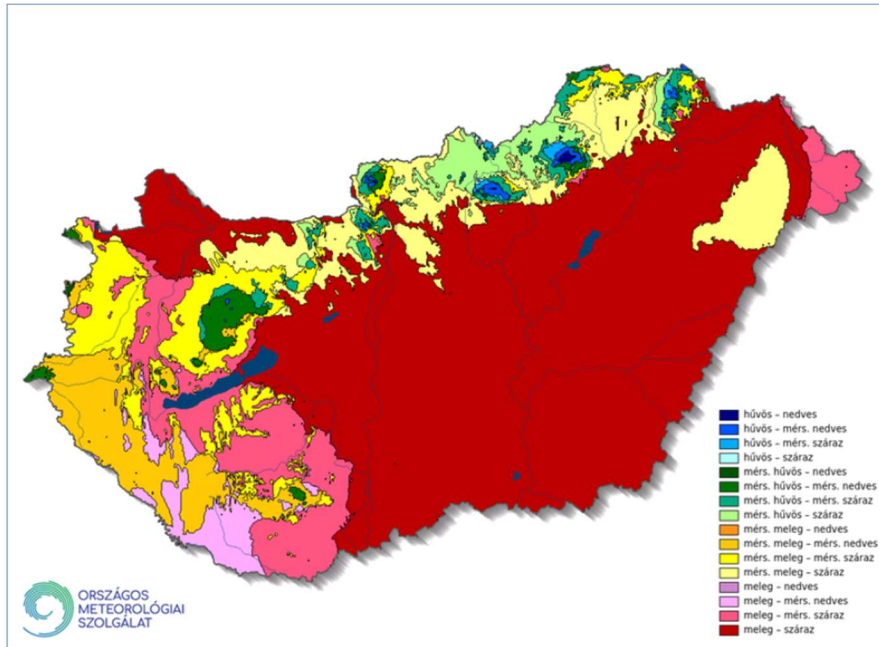 hűvös – nedves
hűvös – mérs. nedves
hűvös – mérs. száraz
hűvös – száraz
mérs. hűvös – nedves
mérs. hűvös – mérs. nedves
mérs. hűvös – mérs. száraz
mérs. hűvös – száraz
mérs. meleg – nedves
mérs. meleg – mérs. nedves
mérs. meleg – mérs. száraz
mérs. meleg – száraz
meleg – nedves
meleg – mérs. nedves
meleg – mérs. száraz
meleg – száraz
ORSZÁGOS
METEOROLÓGIAI
SZOLGÁLAT